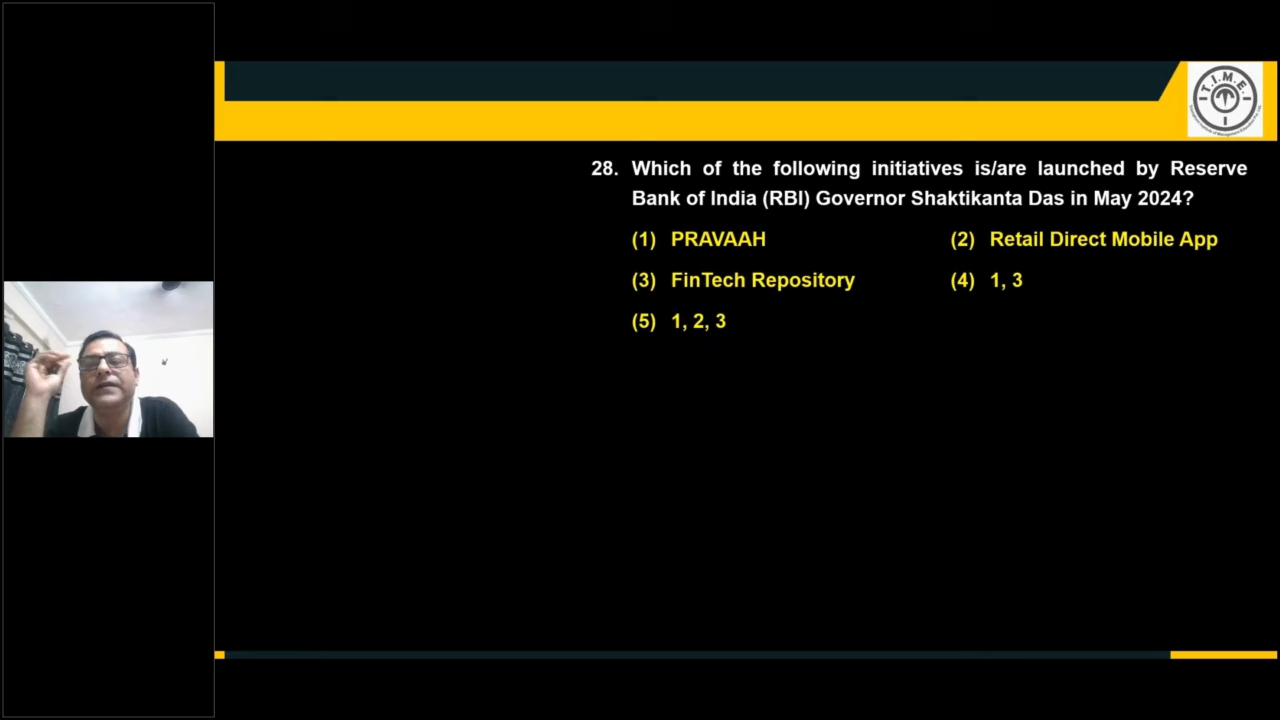 T.I.M.E.
28. Which of the following initiatives is/are launched by Reserve
Bank of India (RBI) Governor Shaktikanta Das in May 2024?
(1) PRAVAAH (2) Retail Direct Mobile App
(3) FinTech Repository (4) 1, 3
(5) 1, 2, 3